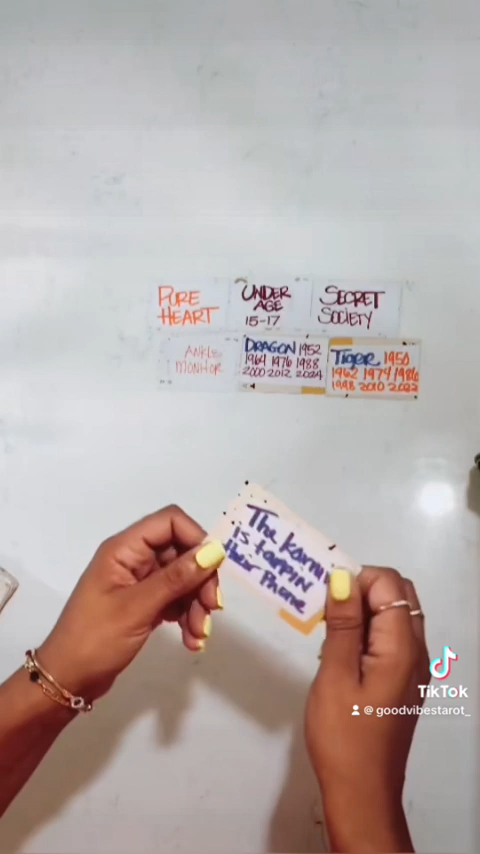 PURE
HEART
UNDER
AGE
15-17
SECRET
SOCIETY
ANKLE
MONITOR
DRAGON 1952
1964 1976 1988
2000 2012 2024
Tiger 1950
1962 1974 1986
1998 2010 2022
The
is tappin
their Phone
TikTok
@goodvibestarot_